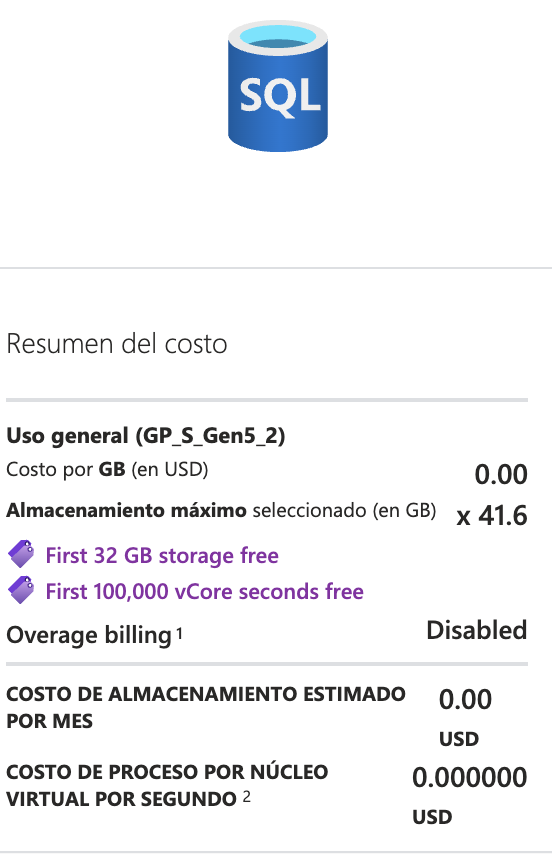 SQL
Resumen del costo
Uso general (GP_S_Gen5_2)
Costo por GB (en USD) 0.00
Almacenamiento máximo seleccionado (en GB) x 41.6
First 32 GB storage free
First 100,000 vCore seconds free
Overage billing 1 Disabled
COSTO DE ALMACENAMIENTO ESTIMADO 0.00
POR MES USD
COSTO DE PROCESO POR NÚCLEO 0.000000
VIRTUAL POR SEGUNDO 2 USD